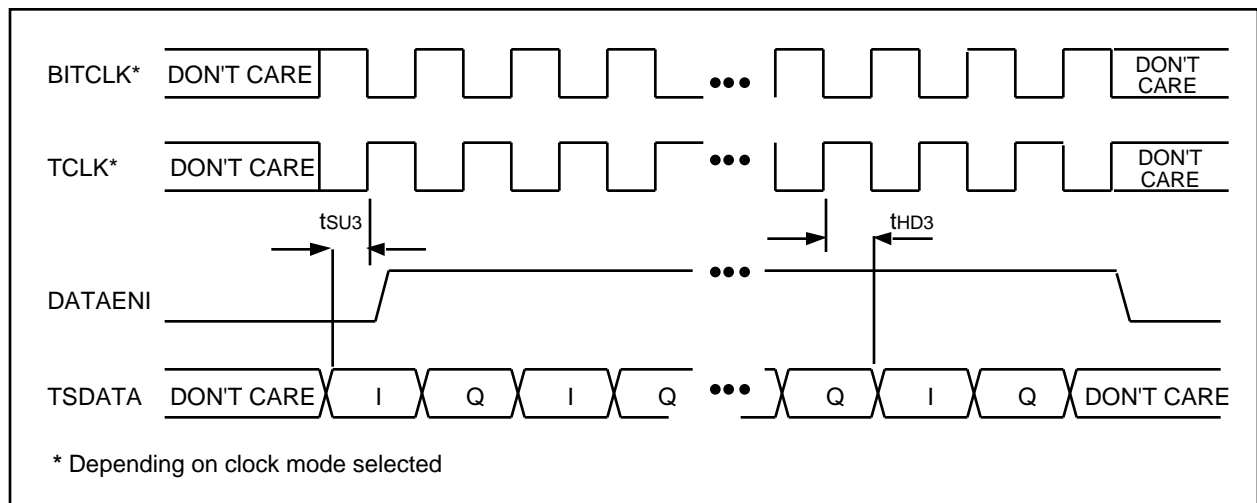 BITCLK* DON'T CARE ••• DON'T CARE
TCLK* DON'T CARE ••• DON'T CARE
tSU3 tHD3
DATAENI •••
TSDATA DON'T CARE I Q I Q ••• Q I Q DON'T CARE
* Depending on clock mode selected